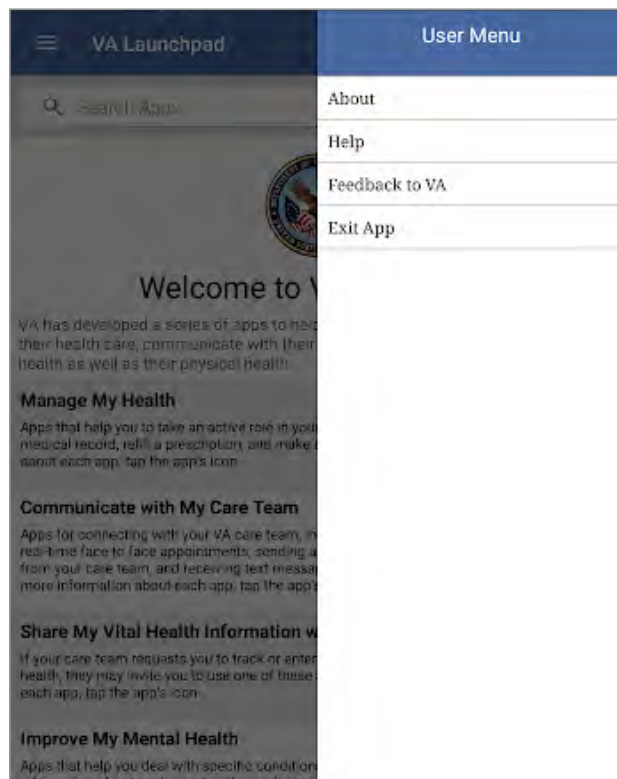 VA Launchpad
User Menu
Search Apps
About
Help
Feedback to VA
Exit App
Welcome to
VA has developed a series of apps to help
their health care, communicate with their
health as well as their physical health.
Manage My Health
Apps that help you to take an active role in your
medical record, refill a prescription, and make
about each app, tap the app's icon.
Communicate with My Care Team
Apps for connecting with your VA care team,
real-time face to face appointments, sending
from your care team, and receiving text
more information about each app, tap the app's
Share My Vital Health Information
If your care team requests you to track or enter
health, they may invite you to use one of these
each app, tap the app's icon.
Improve My Mental Health
Apps that help you deal with specific